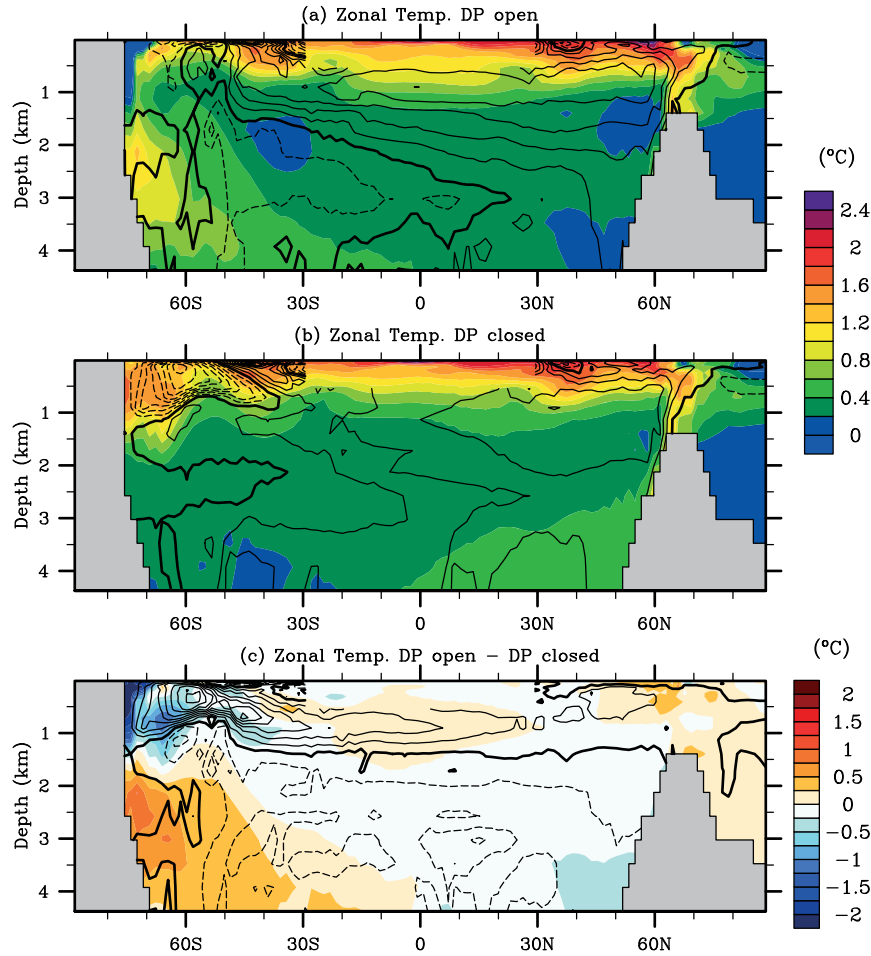 (a) Zonal Temp. DP open
Depth (km)
1
2
3
4
60S 30S 0 30N 60N
(b) Zonal Temp. DP closed
Depth (km)
1
2
3
4
60S 30S 0 30N 60N
(°C)
2.4
2
1.6
1.2
0.8
0.4
0
(c) Zonal Temp. DP open – DP closed
Depth (km)
1
2
3
4
60S 30S 0 30N 60N
(°C)
2
1.5
1
0.5
0
−0.5
−1
−1.5
−2